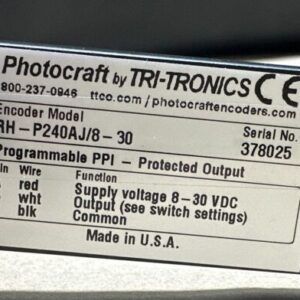 Photocraft by TRI-TRONICS CE
800-237-0946 ttco.com / photocraftencoders.com
Encoder Model Serial No.
RH-P240AJ/8-30 378025
Programmable PPI - Protected Output
Wire Function
red Supply voltage 8-30 VDC
wht Output (see switch settings)
blk Common
Made in U.S.A.